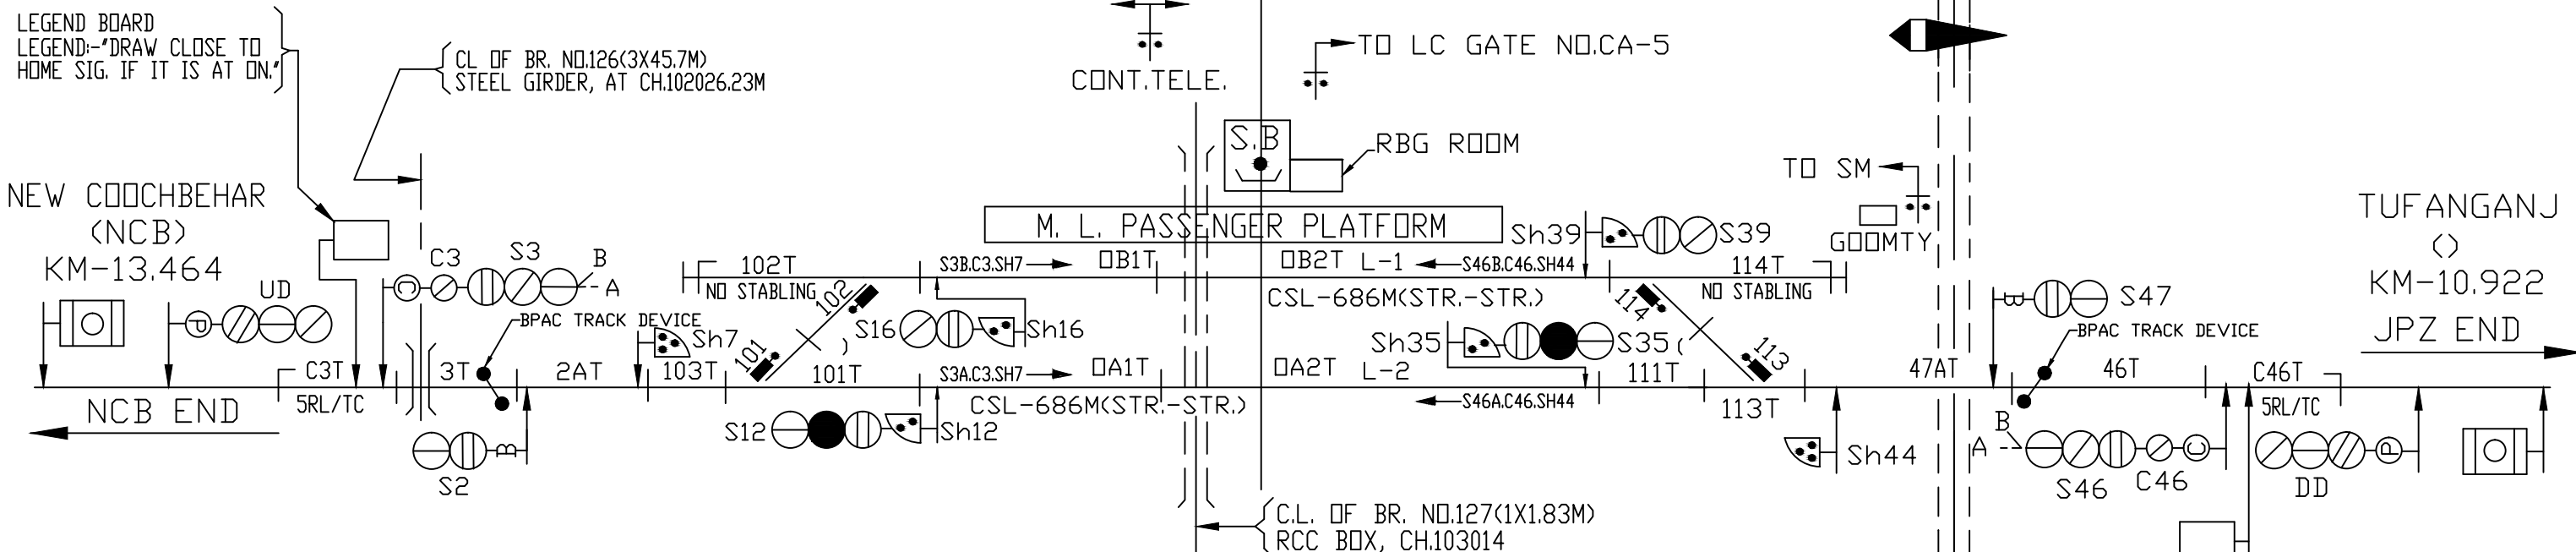 LEGEND BOARD
LEGEND:-"DRAW CLOSE TO
HOME SIG. IF IT IS AT ON."
CL OF BR. NO.126(3X45.7M)
STEEL GIRDER, AT CH.102026.23M
CONT.TELE.
TO LC GATE NO.CA-5
S.B
RBG ROOM
TO SM
GOOMTY
NEW COOCHBEHAR
(NCB)
KM-13.464
TUFANGANJ
()
KM-10.922
JPZ END
M. L. PASSENGER PLATFORM
UD
P
C
C3
S3
B
A
BPAC TRACK DEVICE
102T
NO STABLING
102
S3B.C3.SH7
OB1T
OB2T
L-1
S46B.C46.SH44
CSL-686M(STR.-STR.)
Sh39
S39
114T
NO STABLING
114
B
S47
BPAC TRACK DEVICE
Sh7
S16
)
Sh16
Sh35
S35
(
101
113
C3T
5RL/TC
3T
2AT
103T
101T
S3A.C3.SH7
OA1T
OA2T
L-2
S46A.C46.SH44
CSL-686M(STR.-STR.)
111T
113T
47AT
46T
C46T
5RL/TC
NCB END
S12
Sh12
B
S2
Sh44
B
A
C
S46
C46
P
DD
C.L. OF BR. NO.127(1X1.83M)
RCC BOX, CH.103014